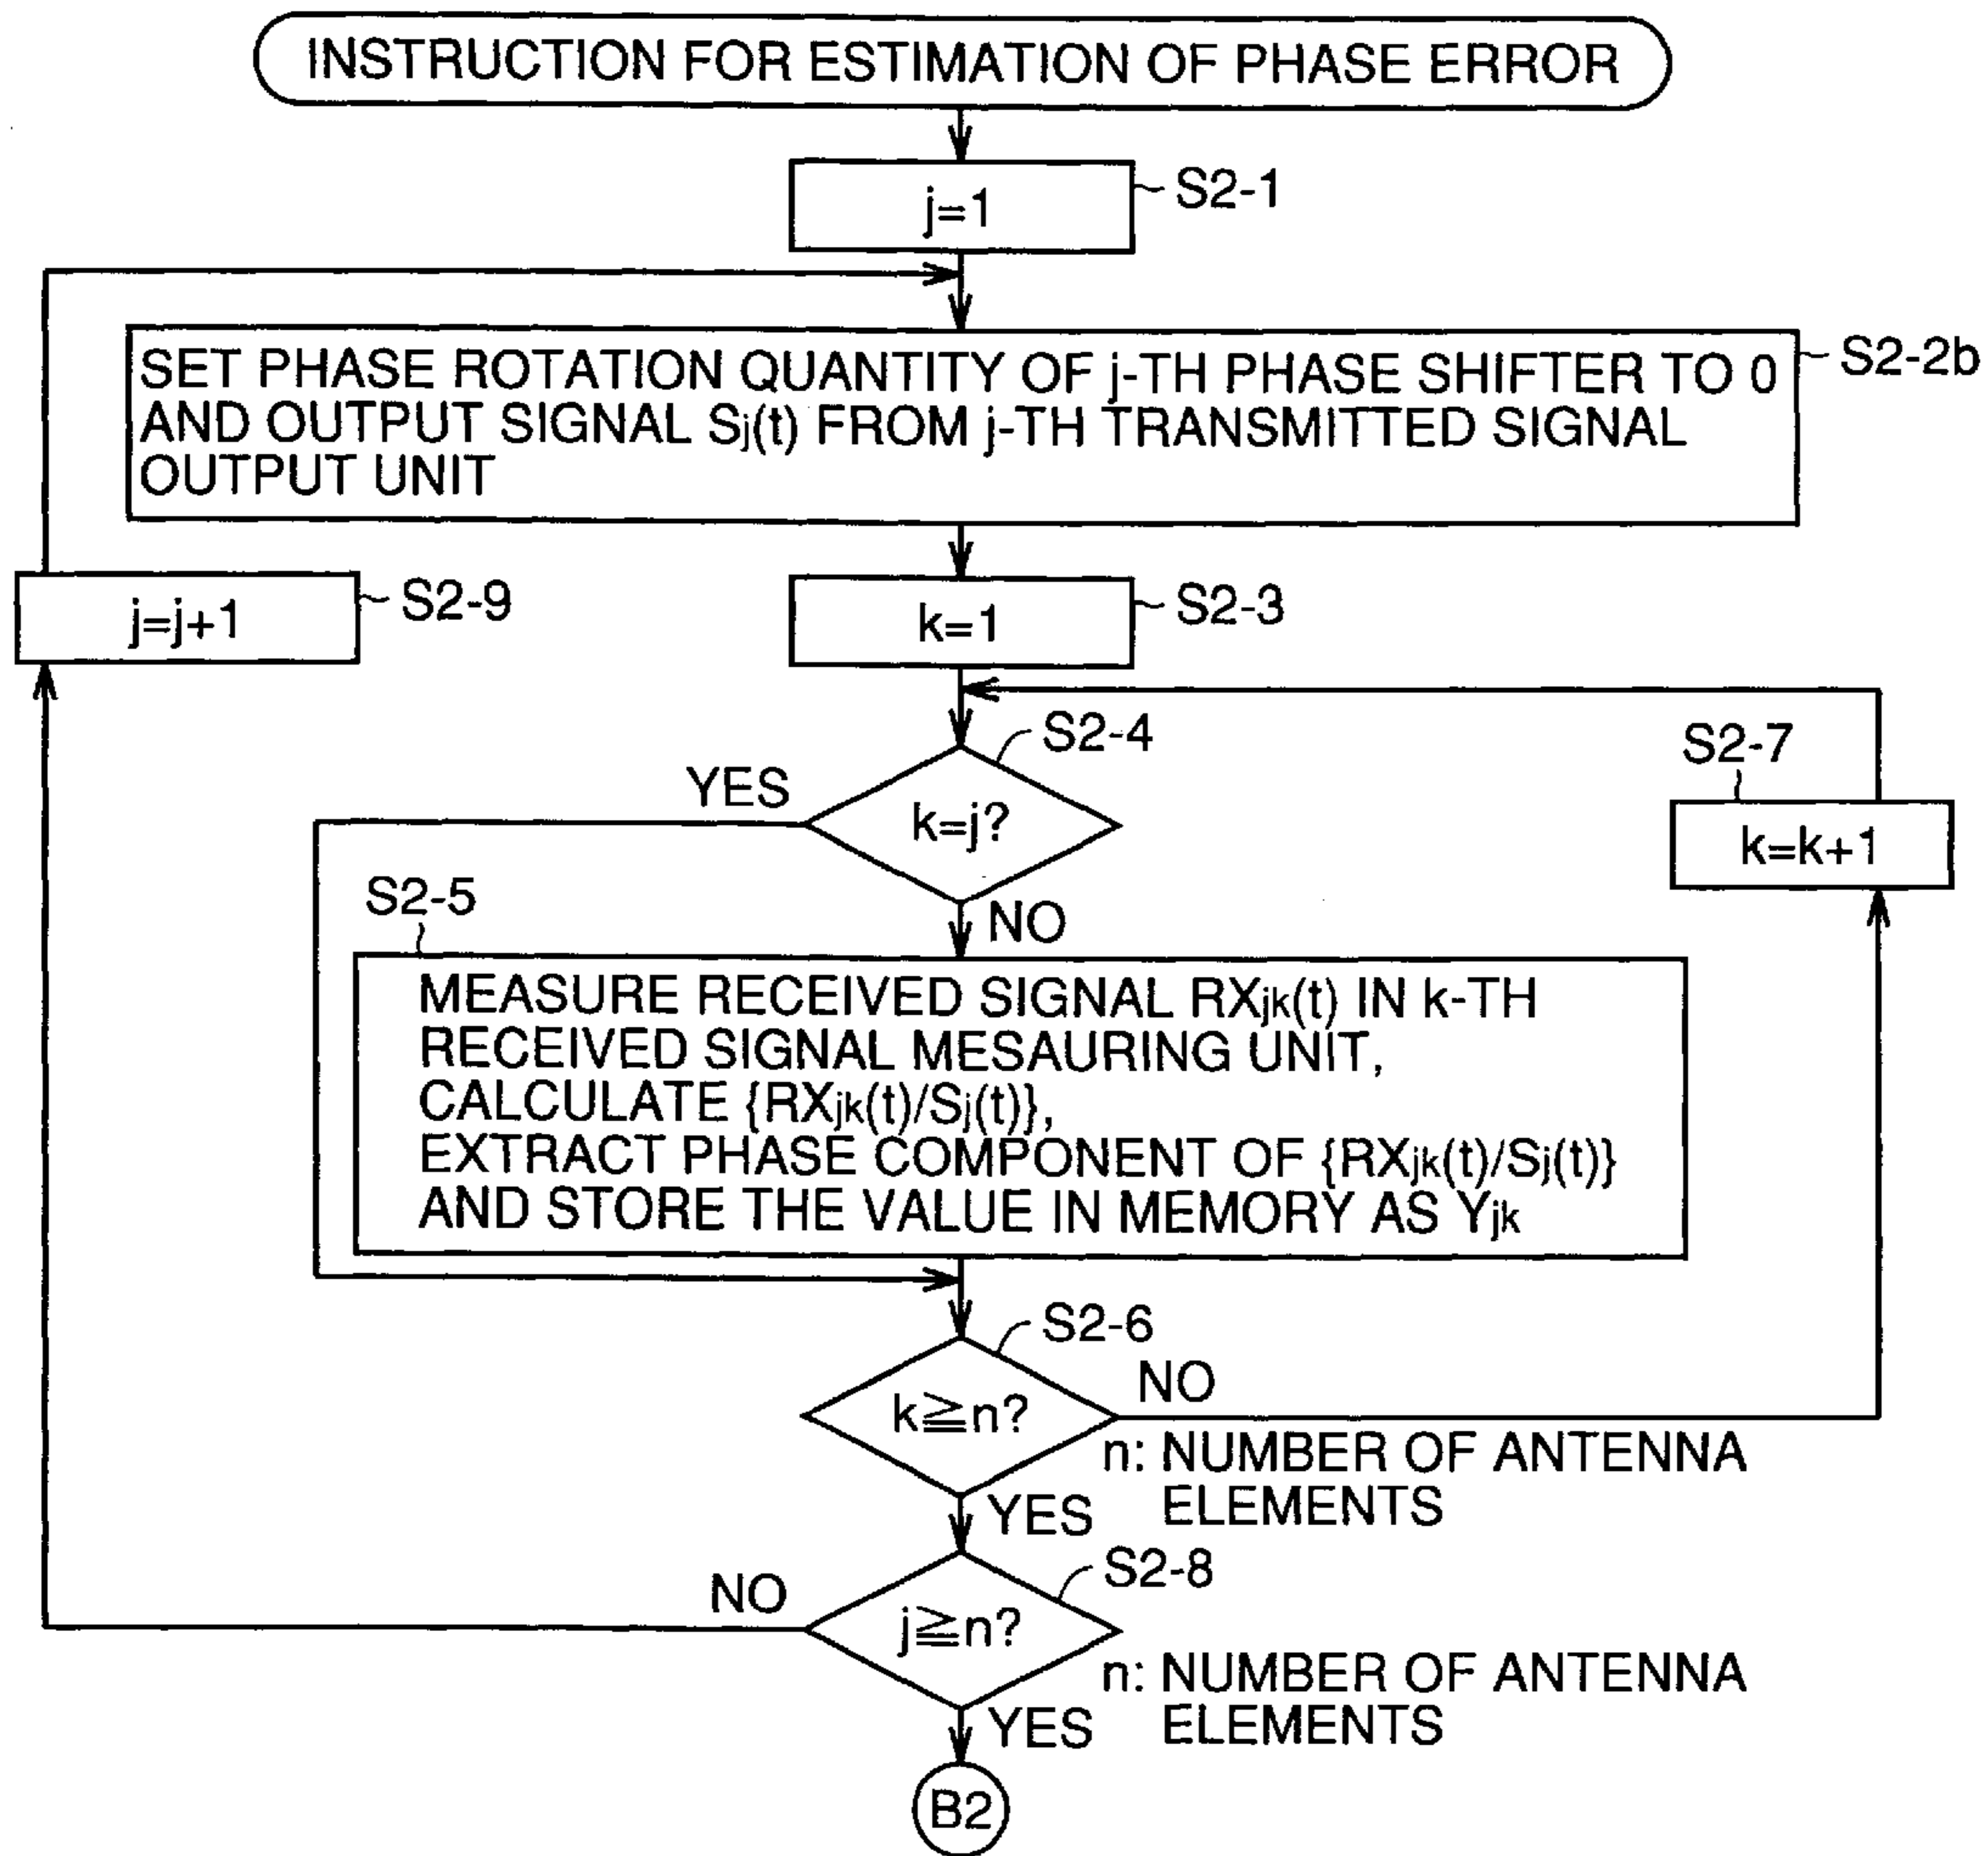 INSTRUCTION FOR ESTIMATION OF PHASE ERROR
j=1
S2-1
SET PHASE ROTATION QUANTITY OF j-TH PHASE SHIFTER TO 0
AND OUTPUT SIGNAL Sj(t) FROM j-TH TRANSMITTED SIGNAL
OUTPUT UNIT
S2-2b
j=j+1
S2-9
k=1
S2-3
S2-4
YES
k=j?
NO
S2-7
k=k+1
S2-5
MEASURE RECEIVED SIGNAL RXjk(t) IN k-TH
RECEIVED SIGNAL MESAURING UNIT,
CALCULATE {RXjk(t)/Sj(t)},
EXTRACT PHASE COMPONENT OF {RXjk(t)/Sj(t)}
AND STORE THE VALUE IN MEMORY AS Yjk
S2-6
k≧n?
NO
n: NUMBER OF ANTENNA
ELEMENTS
YES
S2-8
NO
j≧n?
n: NUMBER OF ANTENNA
ELEMENTS
YES
B2